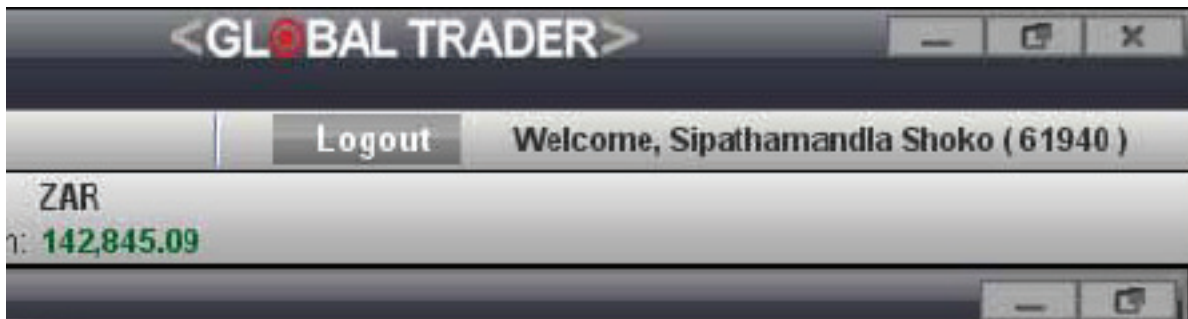 <GLOBAL TRADER>
Logout Welcome, Sipathamandla Shoko ( 61940 )
ZAR
142,845.09